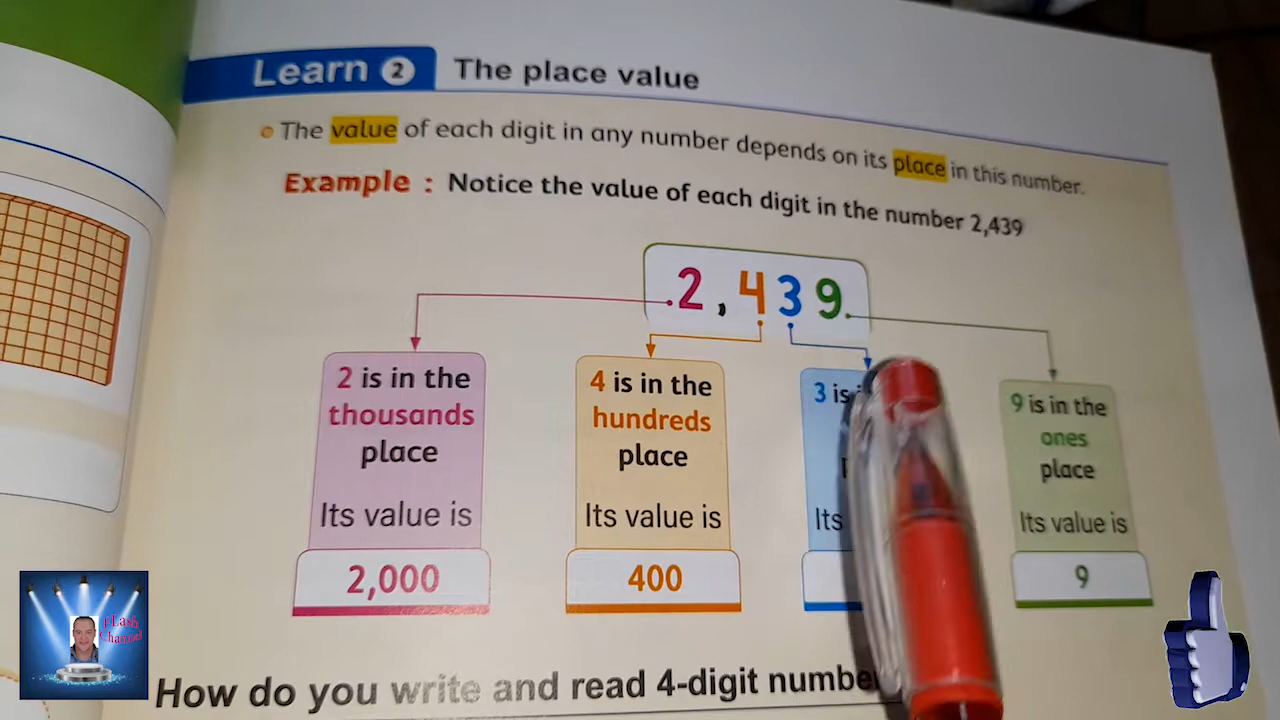 Learn 2 The place value
The value of each digit in any number depends on its place in this number.
Example : Notice the value of each digit in the number 2,439
2,439
2 is in the
thousands
place
Its value is
2,000
4 is in the
hundreds
place
Its value is
400
3 is
Its
9 is in the
ones
place
Its value is
9
How do you write and read 4-digit number
FLash
Channel